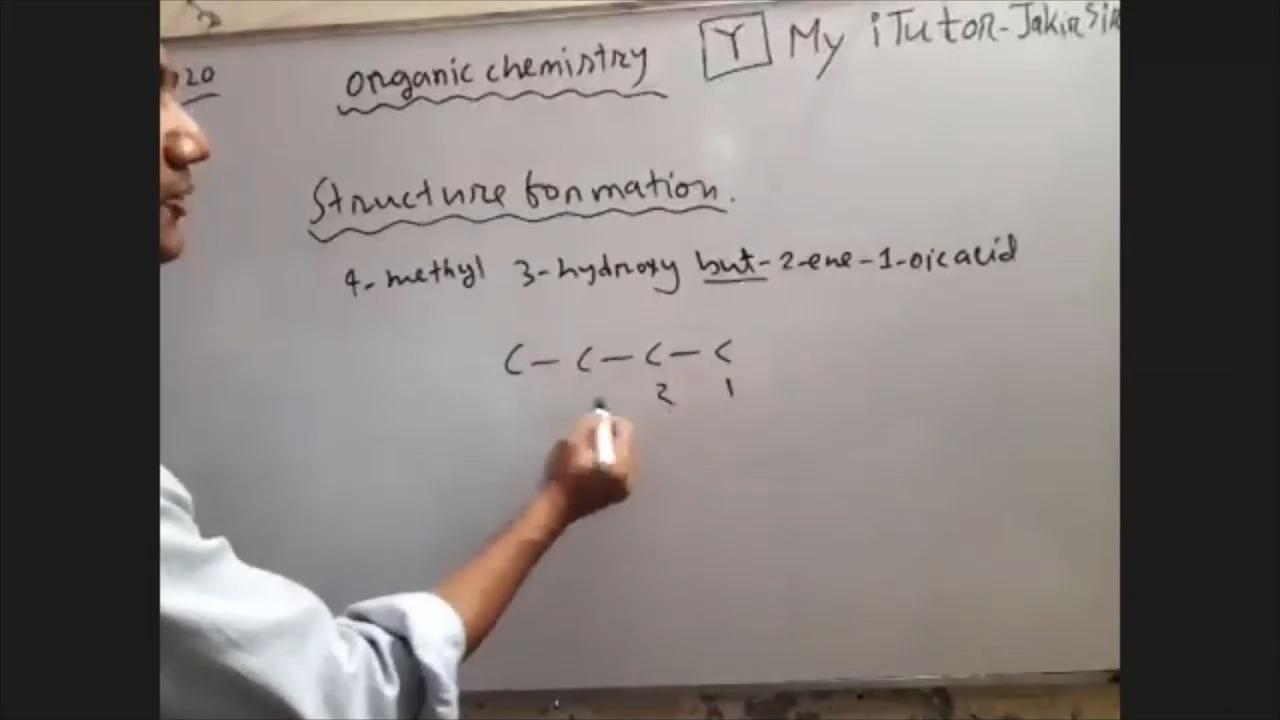 20
organic chemistry
Y My iTutor-Jakir Sir
Structure formation.
4-methyl 3-hydroxy but-2-ene-1-oic acid
C-C-C-C
2 1